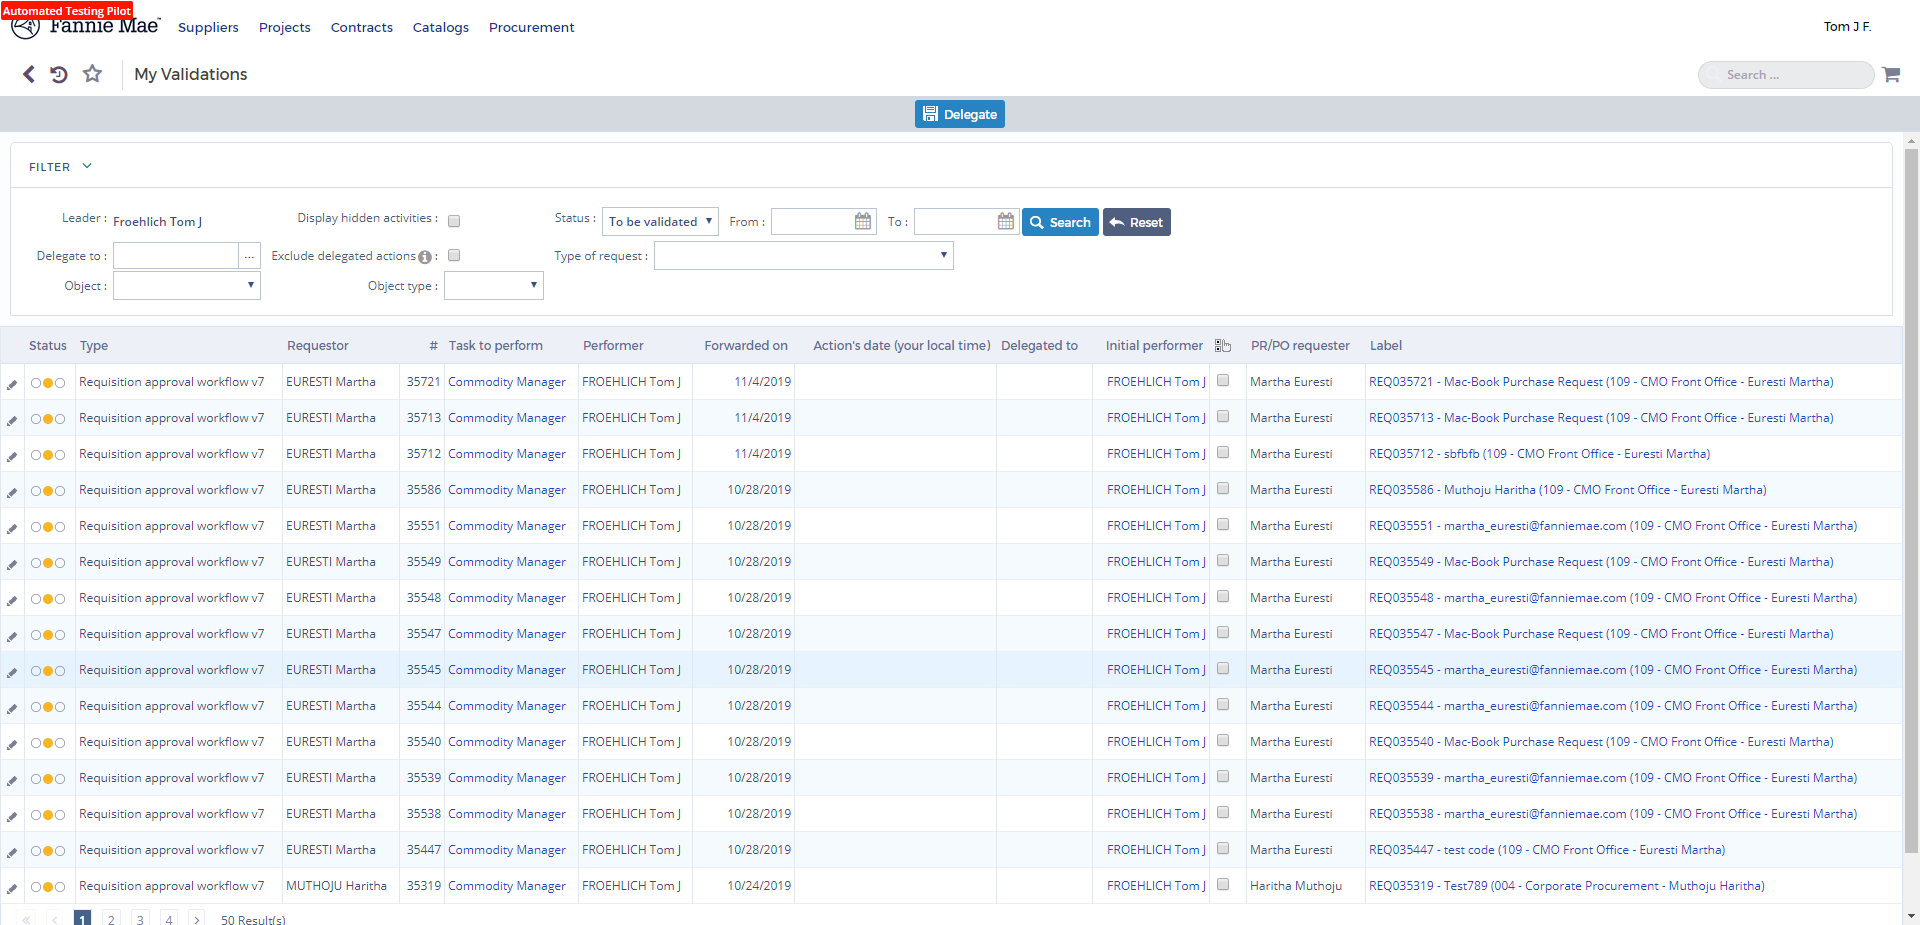 Automated Testing Pilot
Fannie Mae™ Suppliers Projects Contracts Catalogs Procurement Tom J F.
My Validations Search ...
Delegate
FILTER
Leader : Froehlich Tom J Display hidden activities : Status : To be validated From : To : Search Reset
Delegate to : ... Exclude delegated actions : Type of request :
Object : Object type :
Status Type Requestor # Task to perform Performer Forwarded on Action's date (your local time) Delegated to Initial performer PR/PO requester Label
Requisition approval workflow v7 EURESTI Martha 35721 Commodity Manager FROEHLICH Tom J 11/4/2019 FROEHLICH Tom J Martha Euresti REQ035721 - Mac-Book Purchase Request (109 - CMO Front Office - Euresti Martha)
Requisition approval workflow v7 EURESTI Martha 35713 Commodity Manager FROEHLICH Tom J 11/4/2019 FROEHLICH Tom J Martha Euresti REQ035713 - Mac-Book Purchase Request (109 - CMO Front Office - Euresti Martha)
Requisition approval workflow v7 EURESTI Martha 35712 Commodity Manager FROEHLICH Tom J 11/4/2019 FROEHLICH Tom J Martha Euresti REQ035712 - sbfbfb (109 - CMO Front Office - Euresti Martha)
Requisition approval workflow v7 EURESTI Martha 35586 Commodity Manager FROEHLICH Tom J 10/28/2019 FROEHLICH Tom J Martha Euresti REQ035586 - Muthoju Haritha (109 - CMO Front Office - Euresti Martha)
Requisition approval workflow v7 EURESTI Martha 35551 Commodity Manager FROEHLICH Tom J 10/28/2019 FROEHLICH Tom J Martha Euresti REQ035551 - martha_euresti@fanniemae.com (109 - CMO Front Office - Euresti Martha)
Requisition approval workflow v7 EURESTI Martha 35549 Commodity Manager FROEHLICH Tom J 10/28/2019 FROEHLICH Tom J Martha Euresti REQ035549 - Mac-Book Purchase Request (109 - CMO Front Office - Euresti Martha)
Requisition approval workflow v7 EURESTI Martha 35548 Commodity Manager FROEHLICH Tom J 10/28/2019 FROEHLICH Tom J Martha Euresti REQ035548 - martha_euresti@fanniemae.com (109 - CMO Front Office - Euresti Martha)
Requisition approval workflow v7 EURESTI Martha 35547 Commodity Manager FROEHLICH Tom J 10/28/2019 FROEHLICH Tom J Martha Euresti REQ035547 - Mac-Book Purchase Request (109 - CMO Front Office - Euresti Martha)
Requisition approval workflow v7 EURESTI Martha 35545 Commodity Manager FROEHLICH Tom J 10/28/2019 FROEHLICH Tom J Martha Euresti REQ035545 - martha_euresti@fanniemae.com (109 - CMO Front Office - Euresti Martha)
Requisition approval workflow v7 EURESTI Martha 35544 Commodity Manager FROEHLICH Tom J 10/28/2019 FROEHLICH Tom J Martha Euresti REQ035544 - martha_euresti@fanniemae.com (109 - CMO Front Office - Euresti Martha)
Requisition approval workflow v7 EURESTI Martha 35540 Commodity Manager FROEHLICH Tom J 10/28/2019 FROEHLICH Tom J Martha Euresti REQ035540 - Mac-Book Purchase Request (109 - CMO Front Office - Euresti Martha)
Requisition approval workflow v7 EURESTI Martha 35539 Commodity Manager FROEHLICH Tom J 10/28/2019 FROEHLICH Tom J Martha Euresti REQ035539 - martha_euresti@fanniemae.com (109 - CMO Front Office - Euresti Martha)
Requisition approval workflow v7 EURESTI Martha 35538 Commodity Manager FROEHLICH Tom J 10/28/2019 FROEHLICH Tom J Martha Euresti REQ035538 - martha_euresti@fanniemae.com (109 - CMO Front Office - Euresti Martha)
Requisition approval workflow v7 EURESTI Martha 35447 Commodity Manager FROEHLICH Tom J 10/28/2019 FROEHLICH Tom J Martha Euresti REQ035447 - test code (109 - CMO Front Office - Euresti Martha)
Requisition approval workflow v7 MUTHOJU Haritha 35319 Commodity Manager FROEHLICH Tom J 10/24/2019 FROEHLICH Tom J Haritha Muthoju REQ035319 - Test789 (004 - Corporate Procurement - Muthoju Haritha)
« ‹ 1 2 3 4 › 50 Result(s)